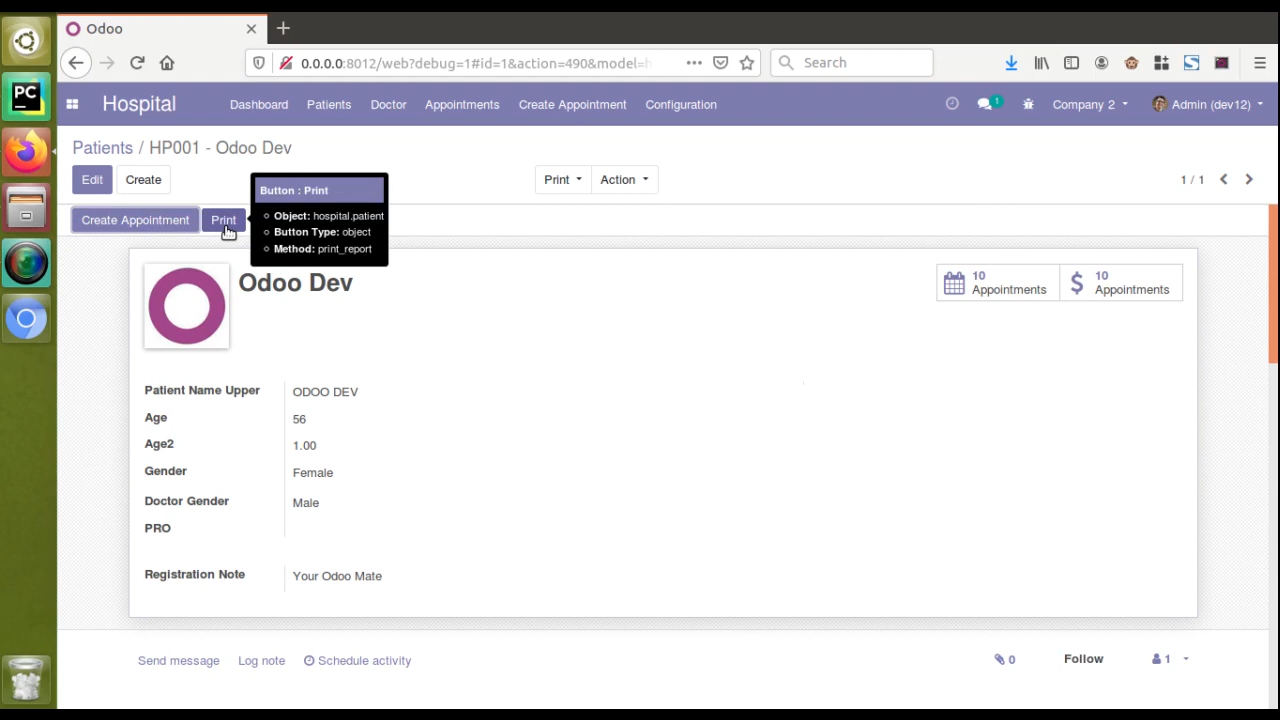 Odoo
0.0.0.0:8012/web?debug=1#id=1&action=490&model=h
Search
PC
Hospital
Dashboard
Patients
Doctor
Appointments
Create Appointment
Configuration
1
Company 2
Admin (dev12)
Patients / HP001 - Odoo Dev
Edit
Create
Print
Action
1 / 1
Create Appointment
Print
Button : Print
Object: hospital.patient
Button Type: object
Method: print_report
Odoo Dev
10
Appointments
10
Appointments
Patient Name Upper
ODOO DEV
Age
56
Age2
1.00
Gender
Female
Doctor Gender
Male
PRO
Registration Note
Your Odoo Mate
Send message
Log note
Schedule activity
0
Follow
1